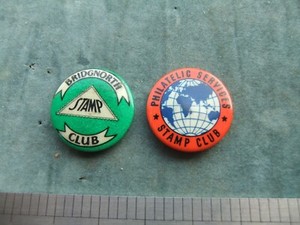 BRIDGNORTH
STAMP
CLUB
PHILATELIC SERVICES
★ STAMP CLUB ★